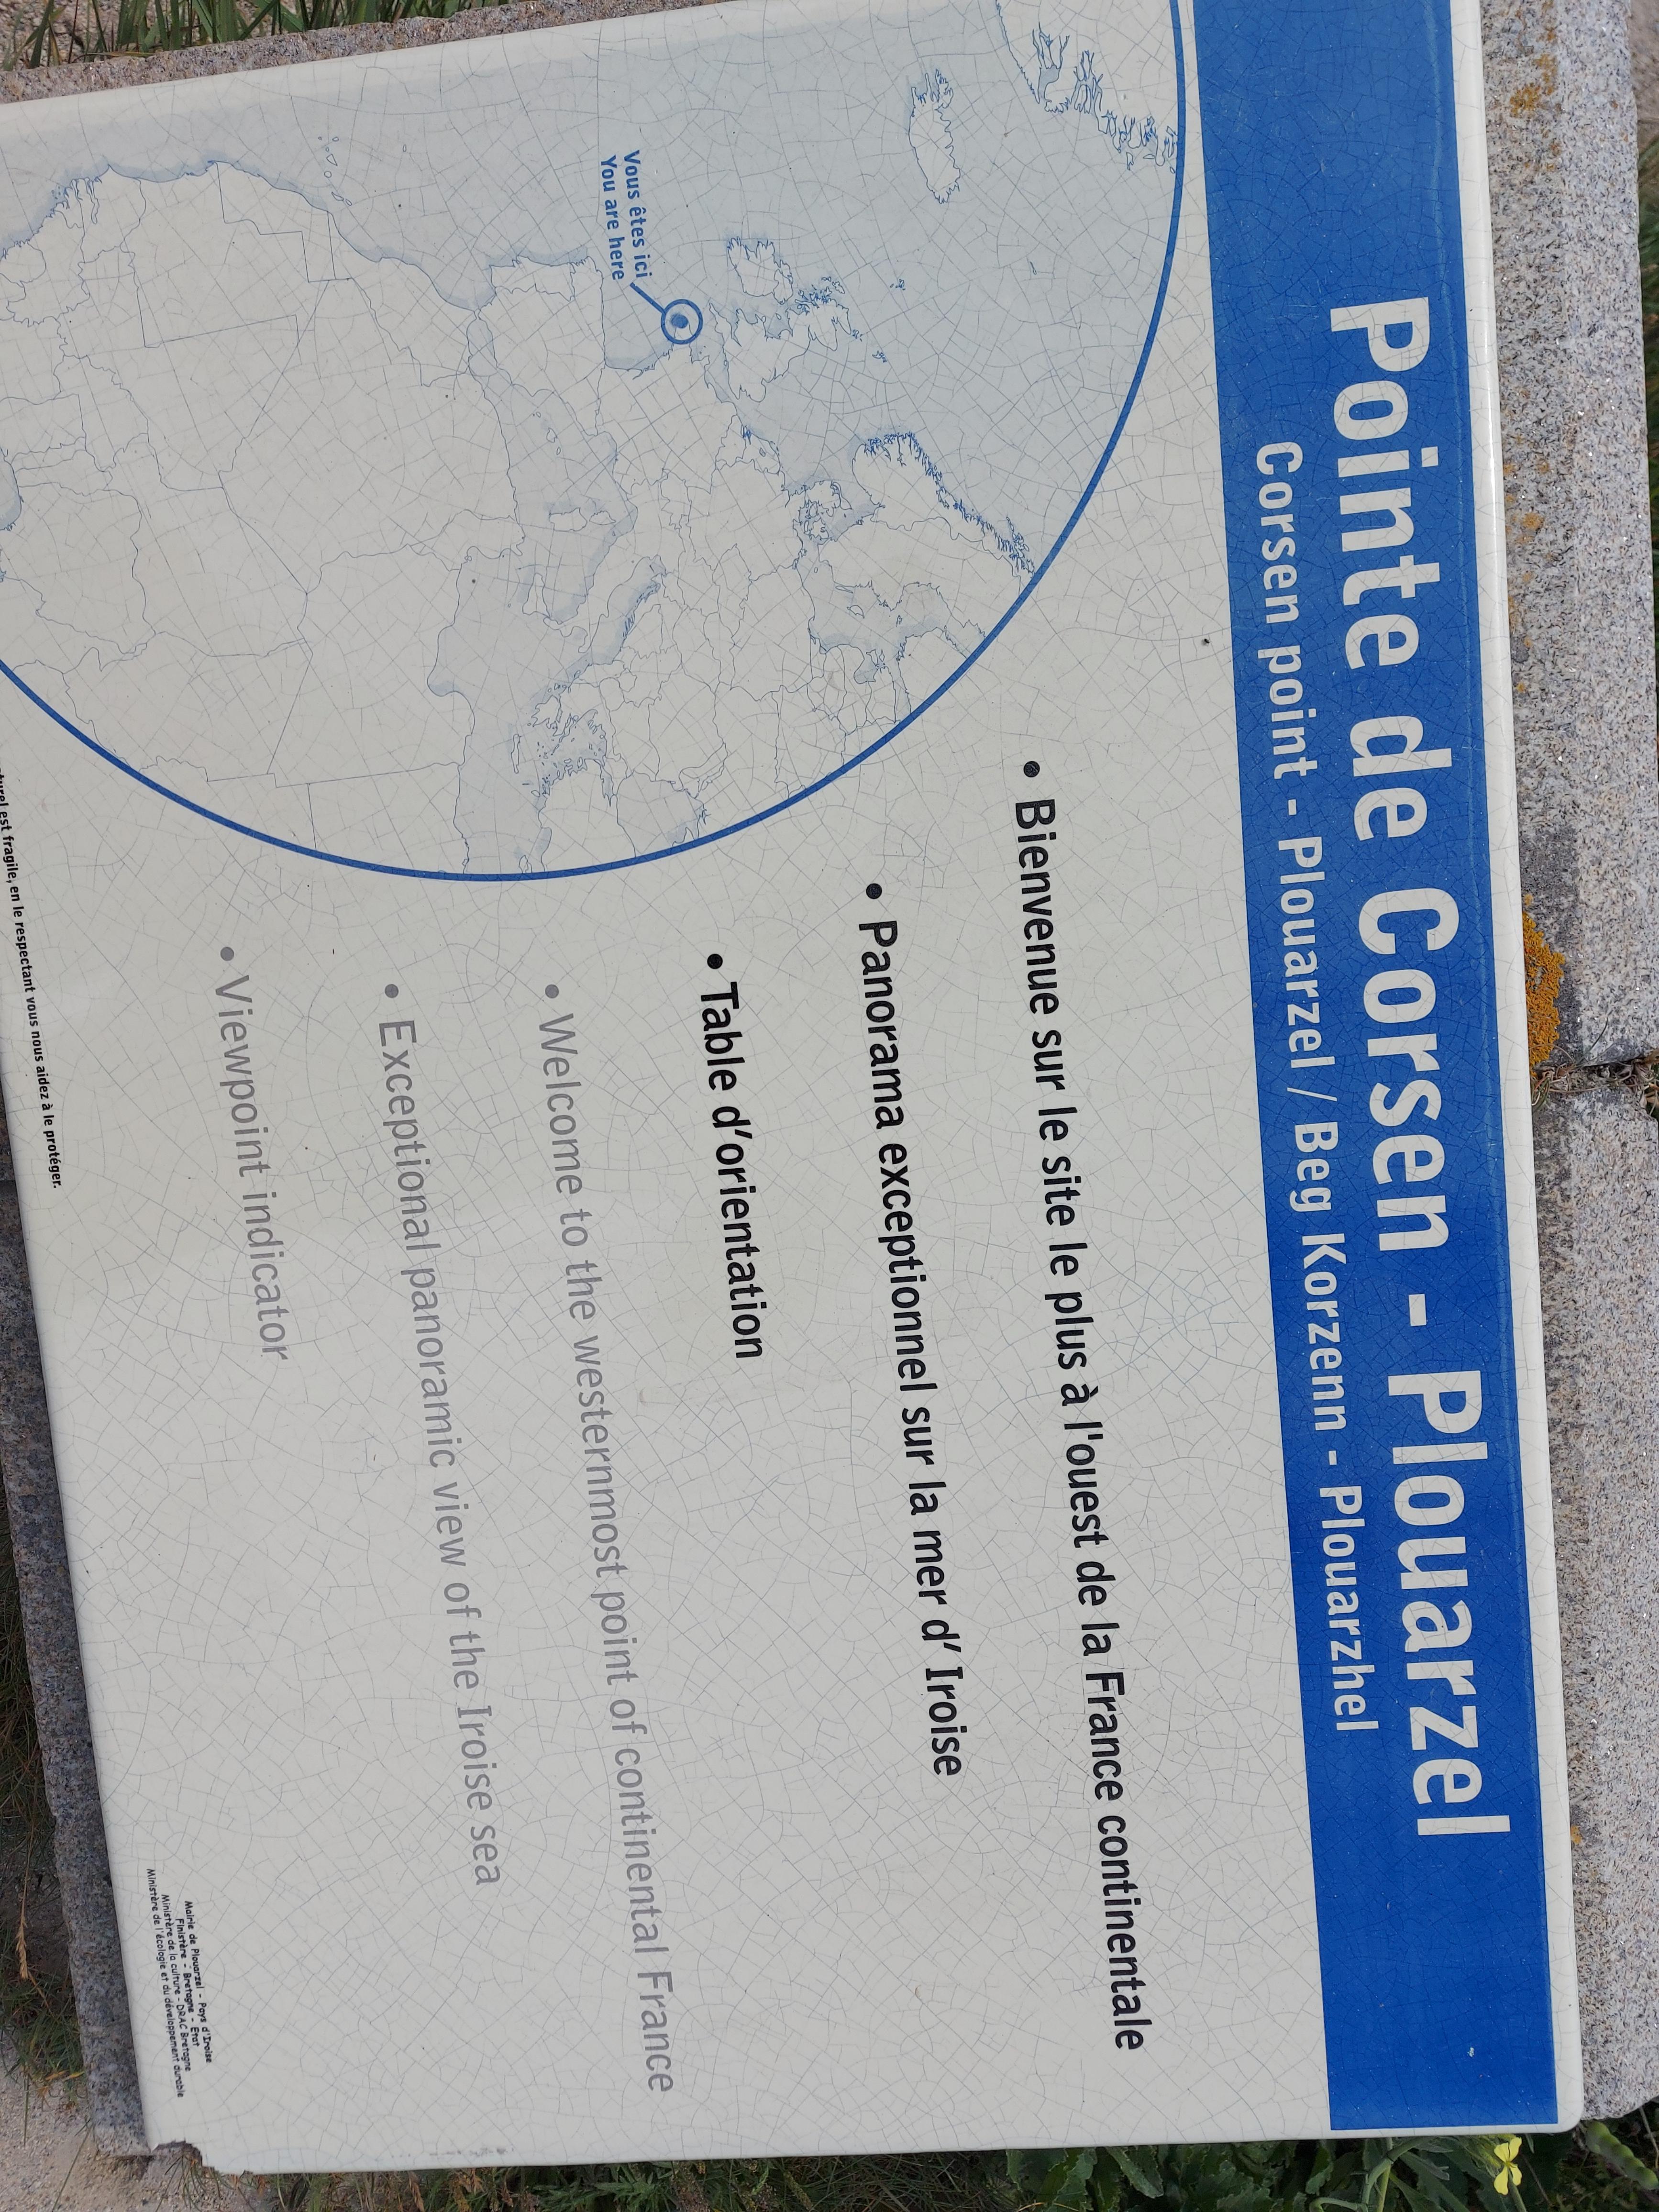 Pointe de Corsen - Plouarzel
Corsen point - Plouarzel / Beg Korzenn - Plouarzhel
• Bienvenue sur le site le plus à l'ouest de la France continentale
• Panorama exceptionnel sur la mer d' Iroise
• Table d'orientation
• Welcome to the westernmost point of continental France
• Exceptional panoramic view of the Iroise sea
• Viewpoint indicator
Vous êtes ici
You are here
est fragile, en le respectant vous nous aidez à le protéger.
Mairie de Plouarzel - Pays d'Iroise
Finistère - Bretagne - Etat
Ministère de la culture - DRAC Bretagne
Ministère de l'écologie et du développement durable